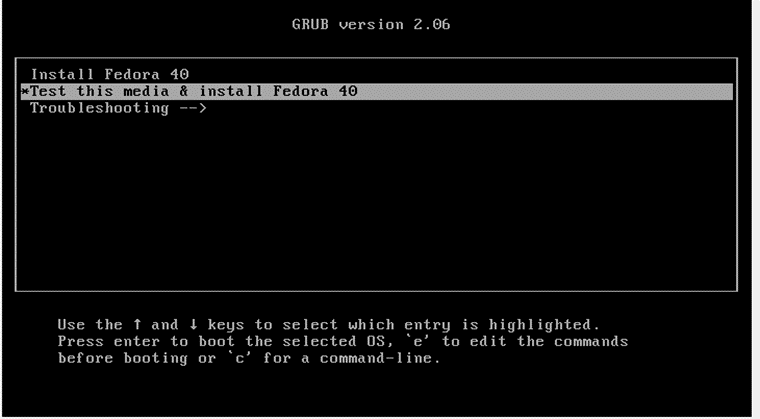 GRUB version 2.06
Install Fedora 40
*Test this media & install Fedora 40
Troubleshooting -->
Use the ↑ and ↓ keys to select which entry is highlighted.
Press enter to boot the selected OS, `e' to edit the commands
before booting or `c' for a command-line.